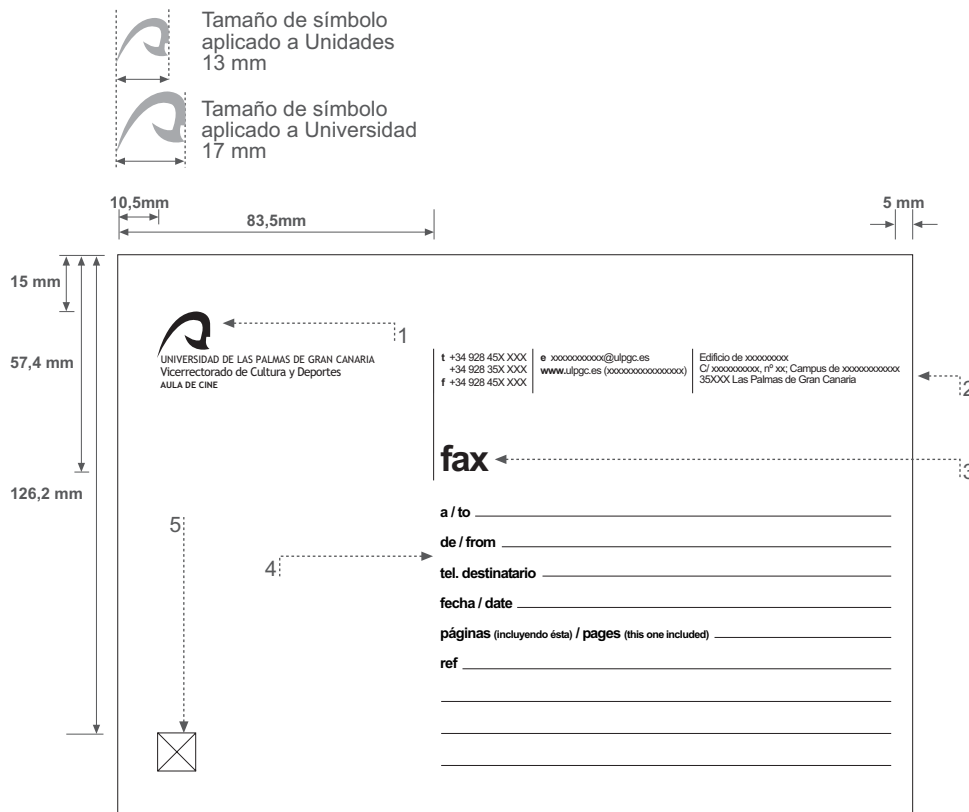 Tamaño de símbolo
aplicado a Unidades
13 mm
Tamaño de símbolo
aplicado a Universidad
17 mm
10,5mm
83,5mm
5 mm
15 mm
57,4 mm
126,2 mm
1
UNIVERSIDAD DE LAS PALMAS DE GRAN CANARIA
Vicerrectorado de Cultura y Deportes
AULA DE CINE
t +34 928 45X XXX
+34 928 35X XXX
f +34 928 45X XXX
e xxxxxxxxxx@ulpgc.es
www.ulpgc.es (xxxxxxxxxxxxxxxx)
Edificio de xxxxxxxx
C/ xxxxxxxxx, nº xx; Campus de xxxxxxxxxxx
35XXX Las Palmas de Gran Canaria
2
fax
3
a / to
de / from
tel. destinatario
fecha / date
páginas (incluyendo ésta) / pages (this one included)
ref
4
5